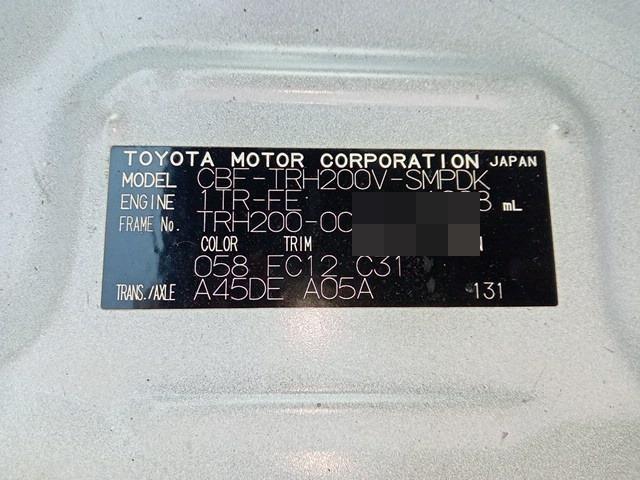 TOYOTA MOTOR CORPORATION JAPAN
MODEL CBF-TRH200V-SMPDK
ENGINE 1TR-FE mL
FRAME No. TRH200-00
COLOR TRIM
058 FC12 C31
TRANS./AXLE A45DE A05A 131